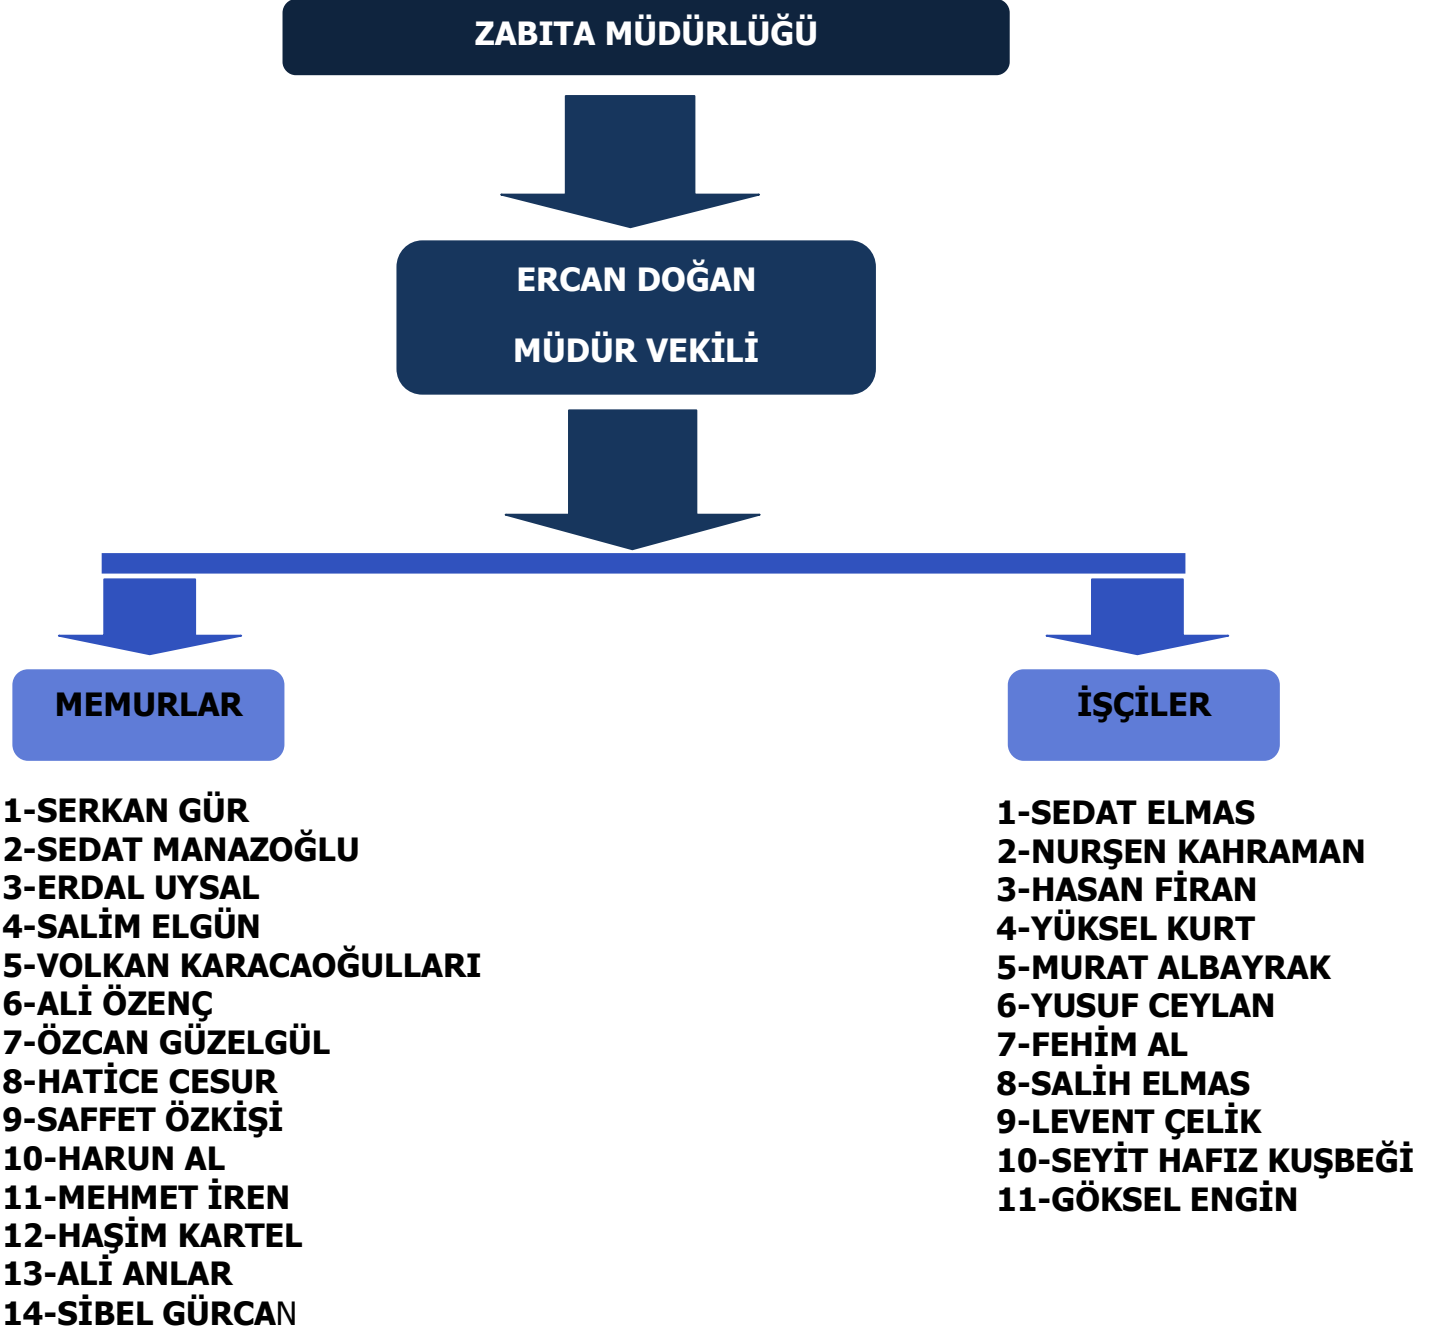 ZABITA MÜDÜRLÜĞÜ
ERCAN DOĞAN
MÜDÜR VEKİLİ
MEMURLAR
1-SERKAN GÜR
2-SEDAT MANAZOĞLU
3-ERDAL UYSAL
4-SALİM ELGÜN
5-VOLKAN KARACAOĞULLARI
6-ALİ ÖZENÇ
7-ÖZCAN GÜZELGÜL
8-HATİCE CESUR
9-SAFFET ÖZKİŞİ
10-HARUN AL
11-MEHMET İREN
12-HAŞİM KARTEL
13-ALİ ANLAR
14-SİBEL GÜRCAN
İŞÇİLER
1-SEDAT ELMAS
2-NURŞEN KAHRAMAN
3-HASAN FİRAN
4-YÜKSEL KURT
5-MURAT ALBAYRAK
6-YUSUF CEYLAN
7-FEHİM AL
8-SALİH ELMAS
9-LEVENT ÇELİK
10-SEYİT HAFIZ KUŞBEĞİ
11-GÖKSEL ENGİN